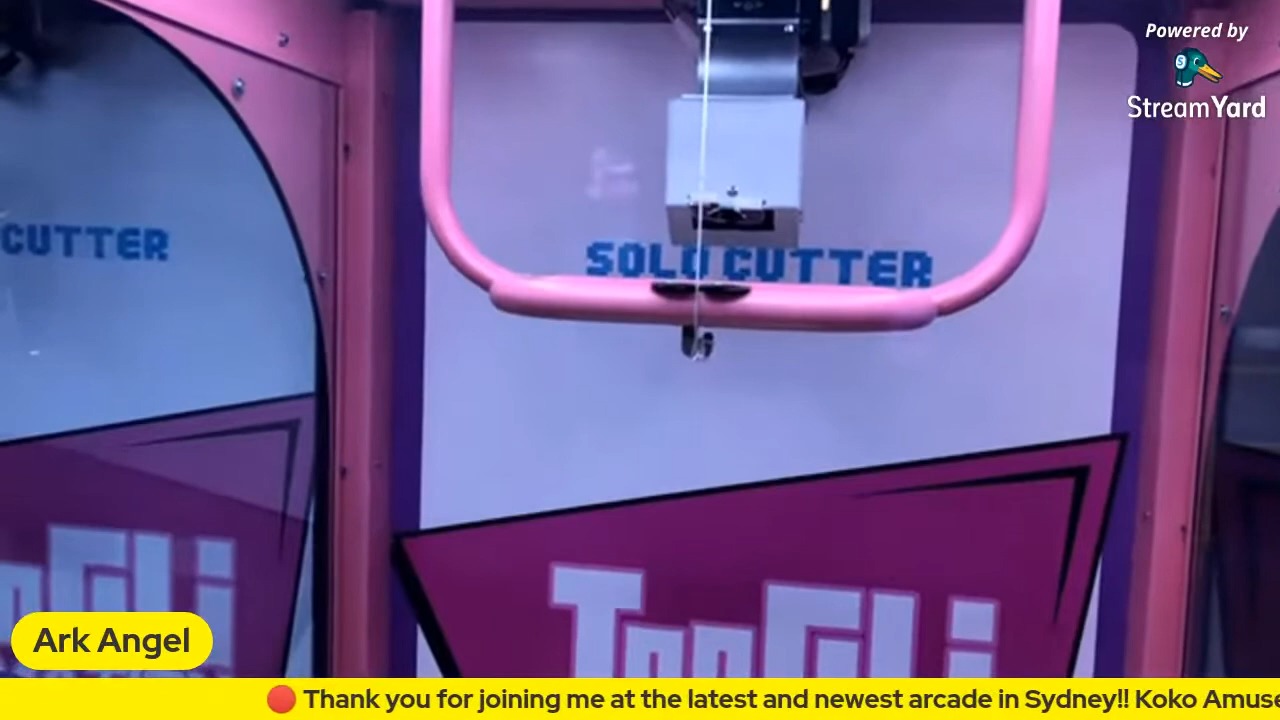 Powered by
StreamYard
CUTTER
SOLO CUTTER
Ark Angel
🔴 Thank you for joining me at the latest and newest arcade in Sydney!! Koko Amuse